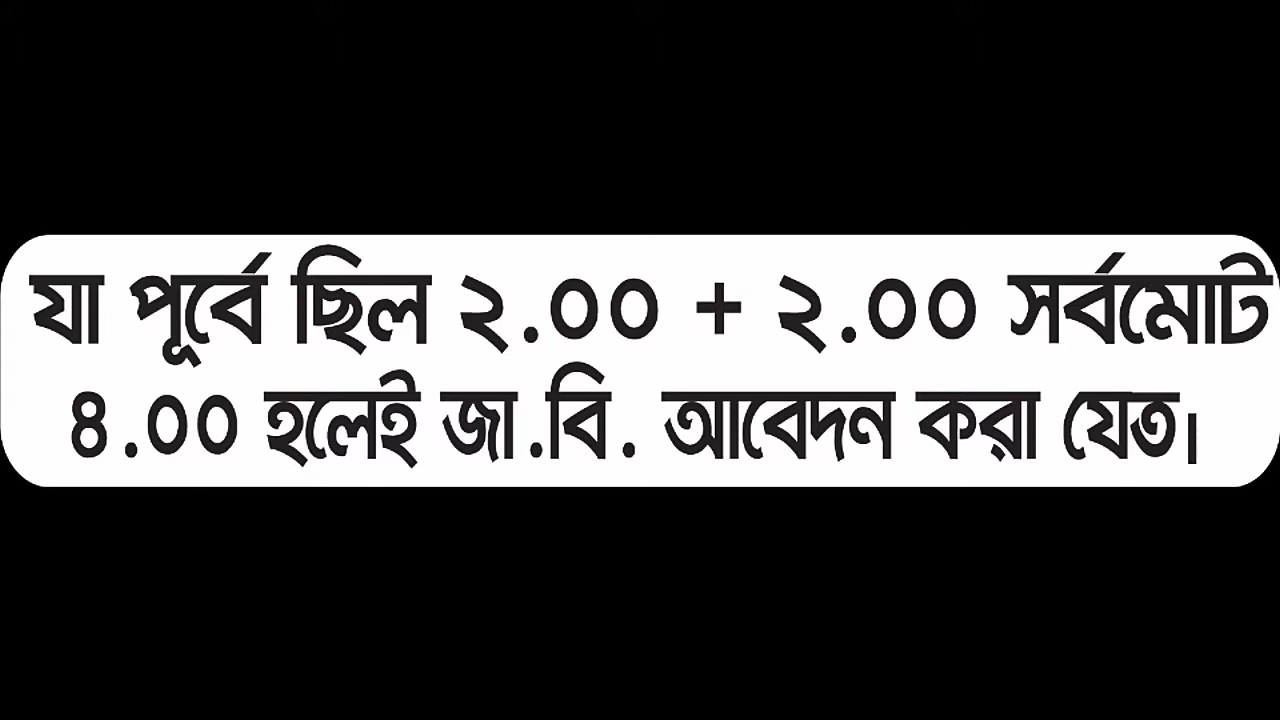 যা পূর্বে ছিল ২.০০ + ২.০০ সর্বমোট
৪.০০ হলেই জা.বি. আবেদন করা যেত।